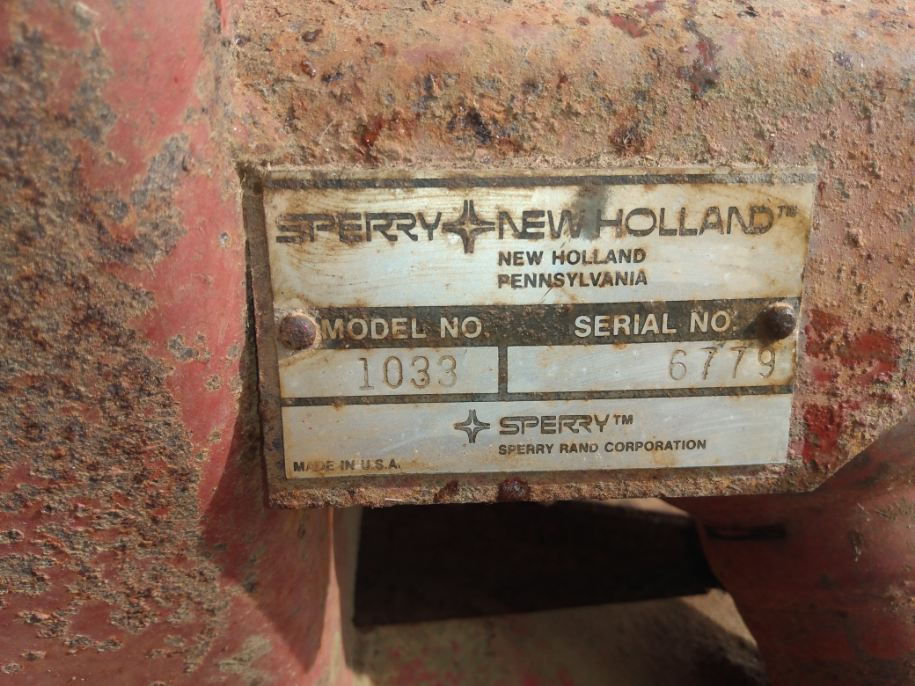 SPERRY NEW HOLLAND™
NEW HOLLAND
PENNSYLVANIA
MODEL NO. SERIAL NO.
1033 6779
SPERRY™
SPERRY RAND CORPORATION
MADE IN U.S.A.